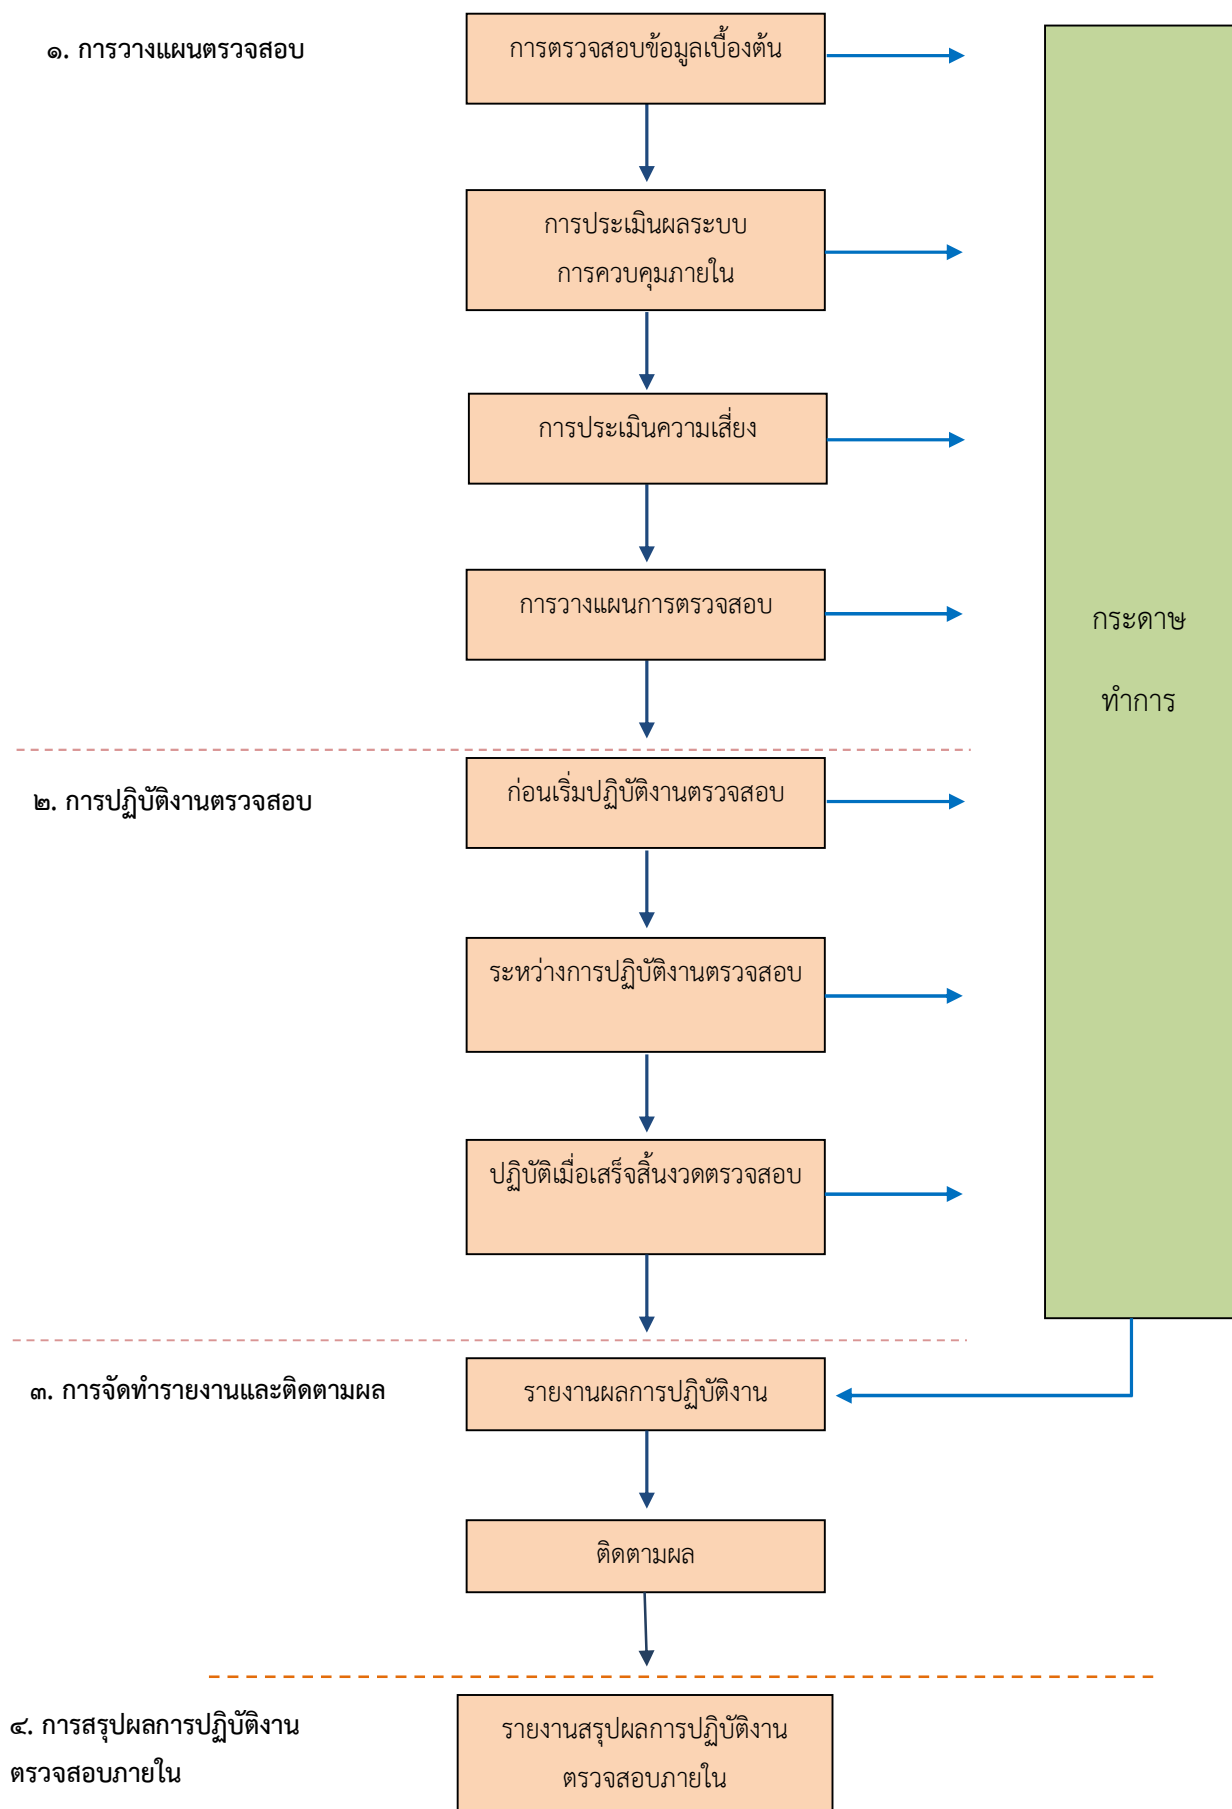 ๑. การวางแผนตรวจสอบ
การตรวจสอบข้อมูลเบื้องต้น
การประเมินผลระบบ
การควบคุมภายใน
การประเมินความเสี่ยง
การวางแผนการตรวจสอบ
กระดาษ
ทำการ
๒. การปฏิบัติงานตรวจสอบ
ก่อนเริ่มปฏิบัติงานตรวจสอบ
ระหว่างการปฏิบัติงานตรวจสอบ
ปฏิบัติเมื่อเสร็จสิ้นงวดตรวจสอบ
๓. การจัดทำรายงานและติดตามผล
รายงานผลการปฏิบัติงาน
ติดตามผล
๔. การสรุปผลการปฏิบัติงาน
ตรวจสอบภายใน
รายงานสรุปผลการปฏิบัติงาน
ตรวจสอบภายใน